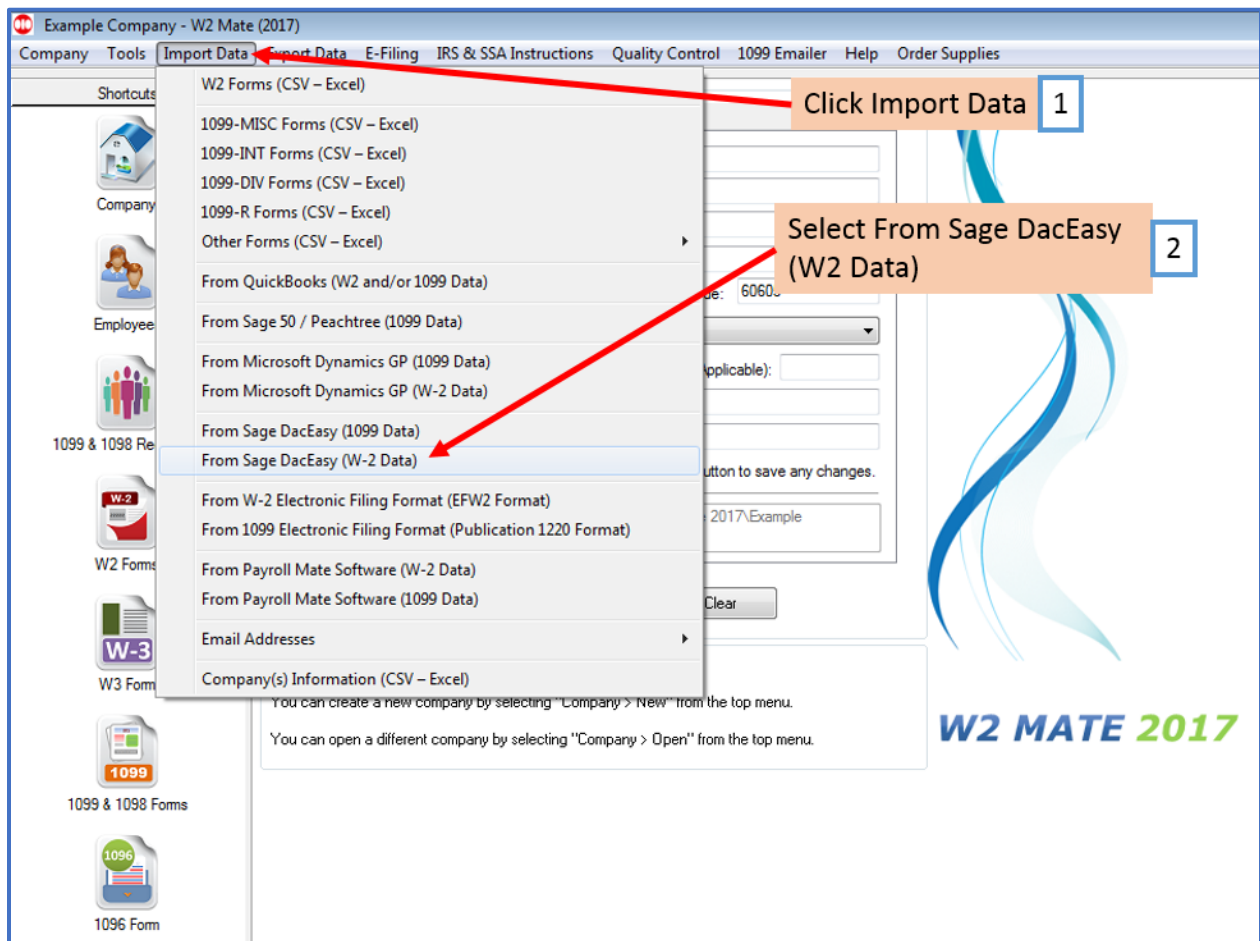 Example Company - W2 Mate (2017)
Company Tools Import Data Export Data E-Filing IRS & SSA Instructions Quality Control 1099 Emailer Help Order Supplies
Shortcuts
Company
Employee
1099 & 1098 Re
W-2
W2 Forms
W-3
W3 Form
1099
1099 & 1098 Forms
1096
1096 Form
W2 Forms (CSV – Excel)
1099-MISC Forms (CSV – Excel)
1099-INT Forms (CSV – Excel)
1099-DIV Forms (CSV – Excel)
1099-R Forms (CSV – Excel)
Other Forms (CSV – Excel)
From QuickBooks (W2 and/or 1099 Data)
From Sage 50 / Peachtree (1099 Data)
From Microsoft Dynamics GP (1099 Data)
From Microsoft Dynamics GP (W-2 Data)
From Sage DacEasy (1099 Data)
From Sage DacEasy (W-2 Data)
From W-2 Electronic Filing Format (EFW2 Format)
From 1099 Electronic Filing Format (Publication 1220 Format)
From Payroll Mate Software (W-2 Data)
From Payroll Mate Software (1099 Data)
Email Addresses
Company(s) Information (CSV – Excel)
Click Import Data 1
Select From Sage DacEasy
(W2 Data)
2
Applicable):
utton to save any changes.
2017\Example
Clear
You can create a new company by selecting "Company > New" from the top menu.
You can open a different company by selecting "Company > Open" from the top menu.
W2 MATE 2017